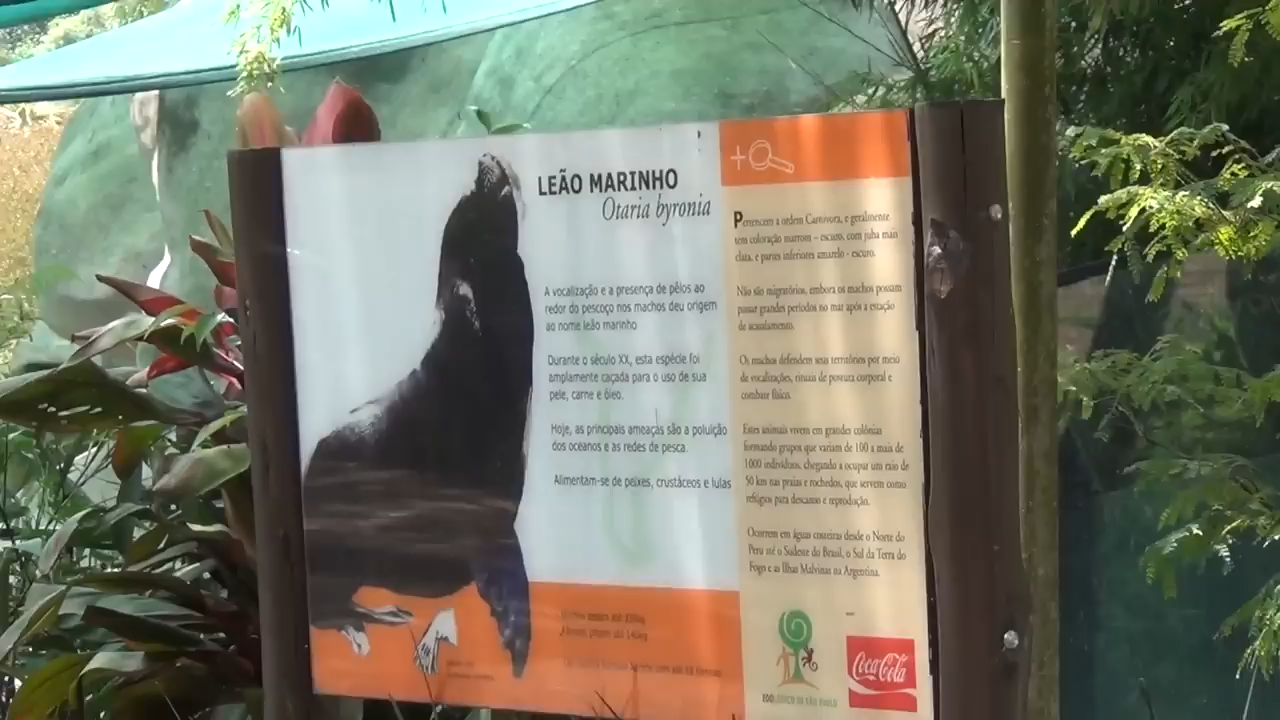 LEÃO MARINHO
Otaria byronia
A vocalização e a presença de pêlos ao
redor do pescoço nos machos deu origem
ao nome leão marinho
Durante o século XX, esta espécie foi
amplamente caçada para o uso de sua
pele, carne e óleo.
Hoje, as principais ameaças são a poluição
dos oceanos e as redes de pesca.
Alimentam-se de peixes, crustáceos e lulas
Pertencem a ordem Carnivora, e geralmente
tem coloração marrom – escuro, com juba mais
clara, e partes inferiores amarelo - escuro.
Não são migratórios, embora os machos possam
passar grandes períodos no mar após a estação
de acasalamento.
Os machos defendem seus territórios por meio
de vocalizações, rituais de postura corporal e
combate físico.
Estes animais vivem em grandes colônias
formando grupos que variam de 100 a mais de
1000 indivíduos, chegando a ocupar um raio de
50 km nas praias e rochedos, que servem como
refúgios para descanso e reprodução.
Ocorrem em águas costeiras desde o Norte do
Peru até o Sudeste do Brasil, o Sul da Terra do
Fogo e as Ilhas Malvinas na Argentina.
ZOOLÓGICO DE SÃO PAULO
Coca-Cola